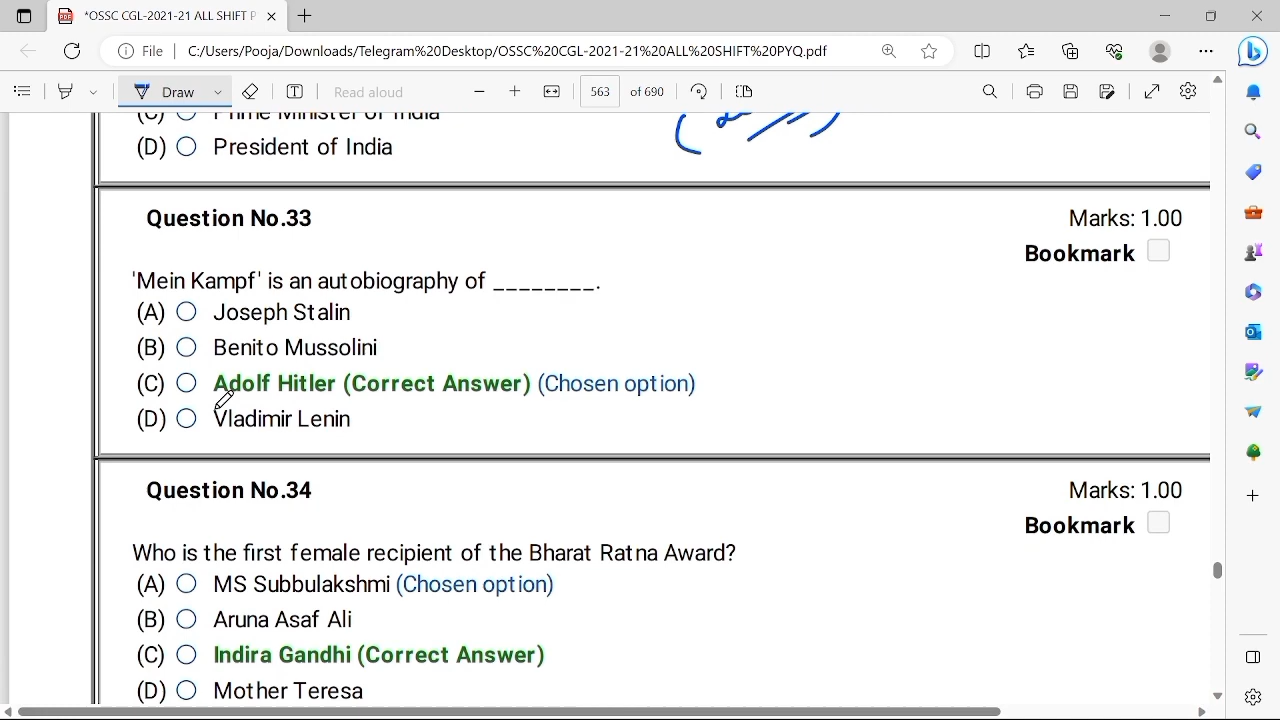 *OSSC CGL-2021-21 ALL SHIFT P
File | C:/Users/Pooja/Downloads/Telegram%20Desktop/OSSC%20CGL-2021-21%20ALL%20SHIFT%20PYQ.pdf
Draw
Read aloud
563 of 690
(C) Prime Minister of India
(D) President of India
Question No.33
Marks: 1.00
Bookmark
'Mein Kampf' is an autobiography of ________.
(A) Joseph Stalin
(B) Benito Mussolini
(C) Adolf Hitler (Correct Answer) (Chosen option)
(D) Vladimir Lenin
Question No.34
Marks: 1.00
Bookmark
Who is the first female recipient of the Bharat Ratna Award?
(A) MS Subbulakshmi (Chosen option)
(B) Aruna Asaf Ali
(C) Indira Gandhi (Correct Answer)
(D) Mother Teresa